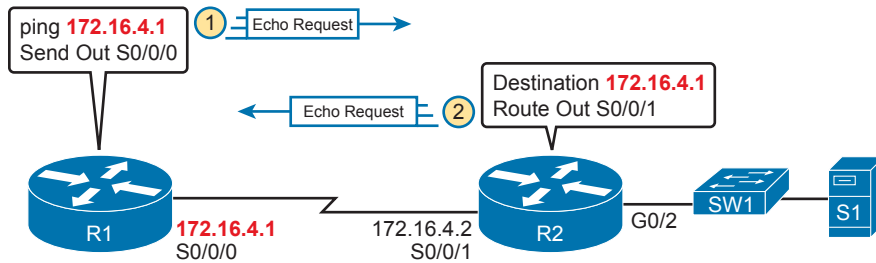 ping 172.16.4.1
Send Out S0/0/0
1
Echo Request
Destination 172.16.4.1
Route Out S0/0/1
Echo Request
2
R1
172.16.4.1
S0/0/0
172.16.4.2
S0/0/1
R2
G0/2
SW1
S1